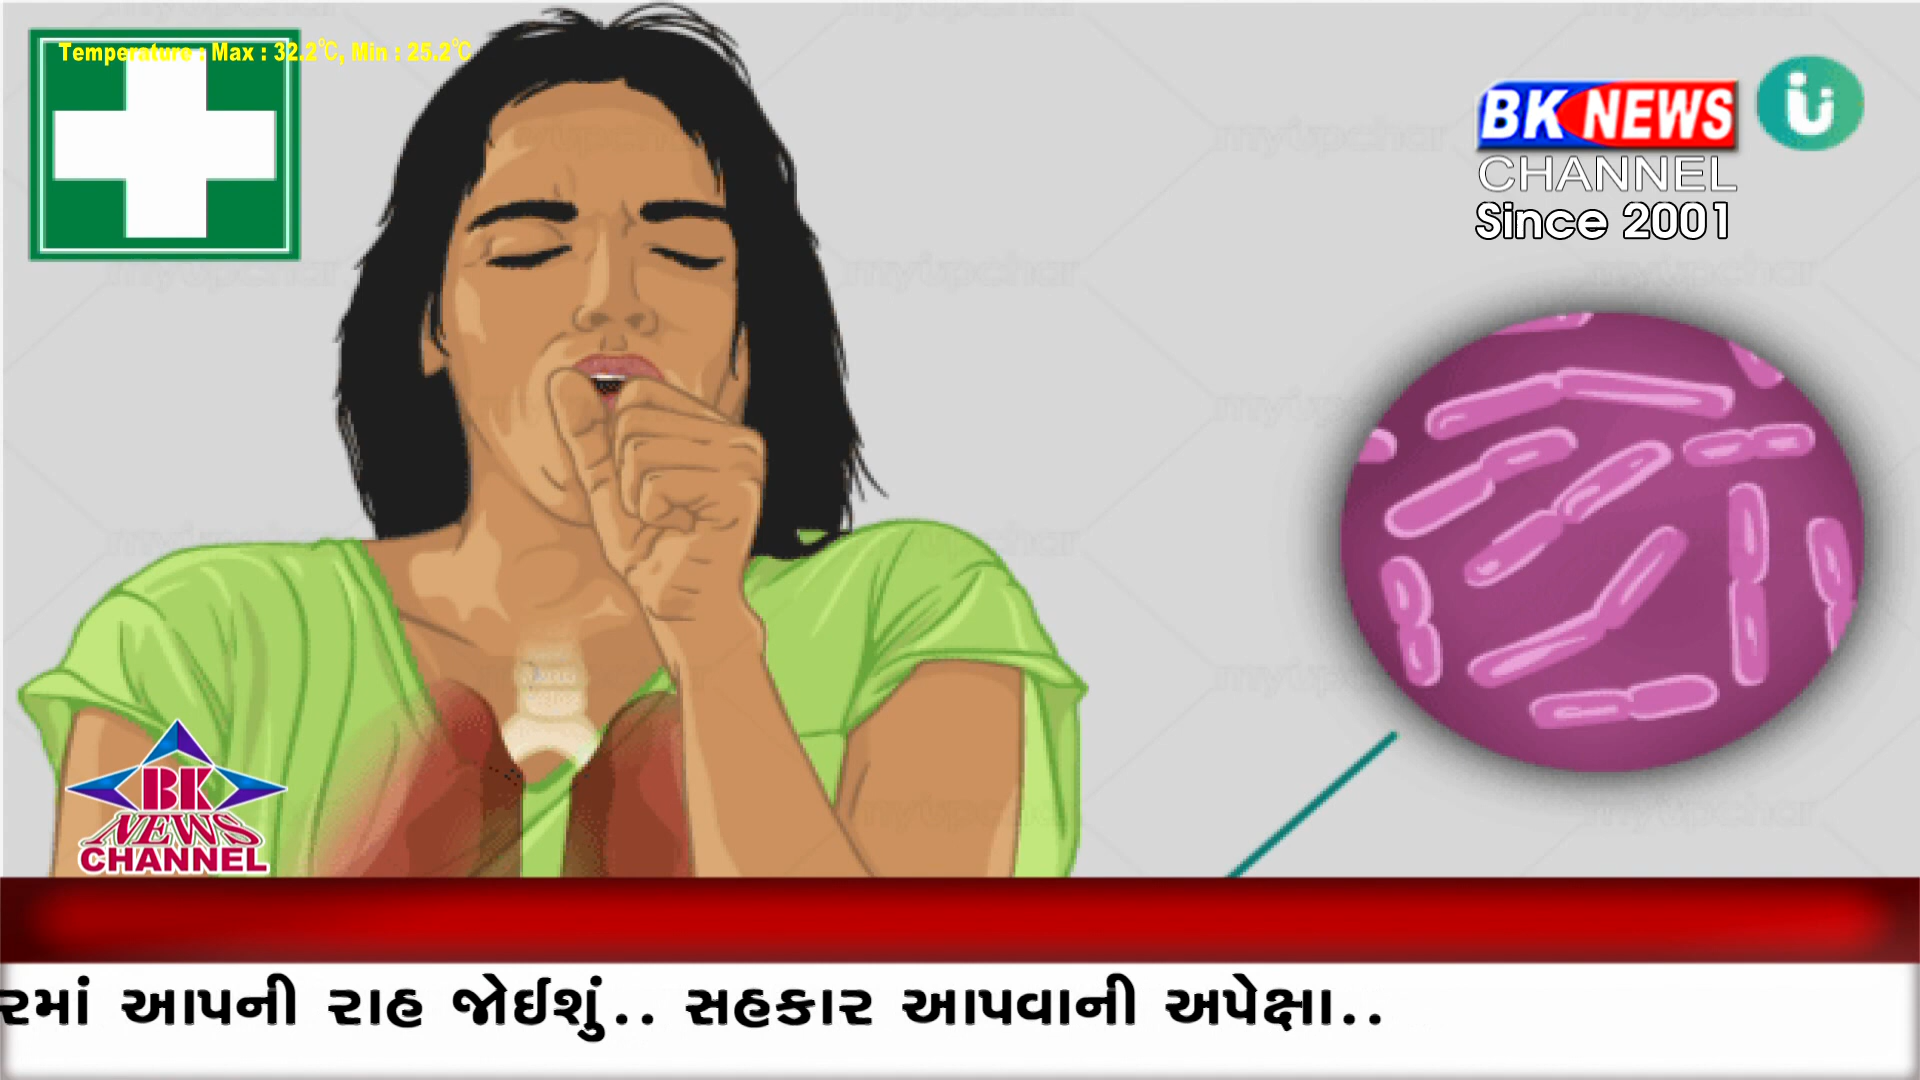 Temperature : Max : 32.2℃, Min : 25.2℃
BK NEWS
CHANNEL
Since 2001
myUpchar
BK
NEWS
CHANNEL
રમાં આપની રાહ જોઈશું.. સહકાર આપવાની અપેક્ષા..